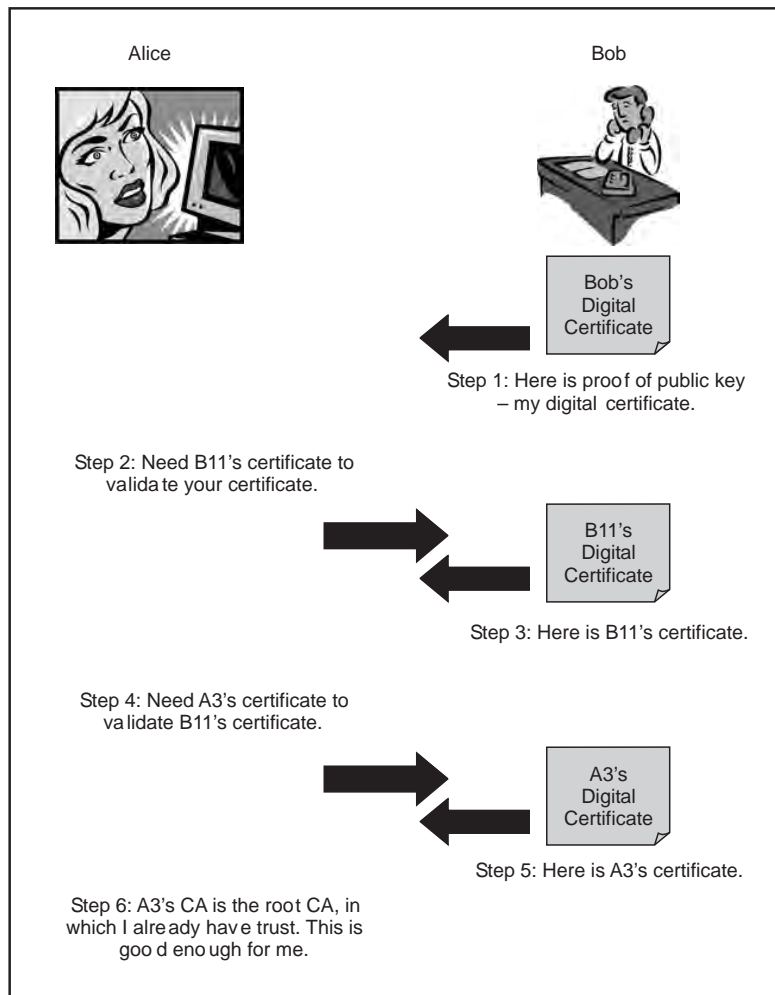 Alice
Bob
Bob's
Digital
Certificate
Step 1: Here is proof of public key
– my digital certificate.
Step 2: Need B11's certificate to
validate your certificate.
B11's
Digital
Certificate
Step 3: Here is B11's certificate.
Step 4: Need A3's certificate to
validate B11's certificate.
A3's
Digital
Certificate
Step 5: Here is A3's certificate.
Step 6: A3's CA is the root CA, in
which I already have trust. This is
good enough for me.